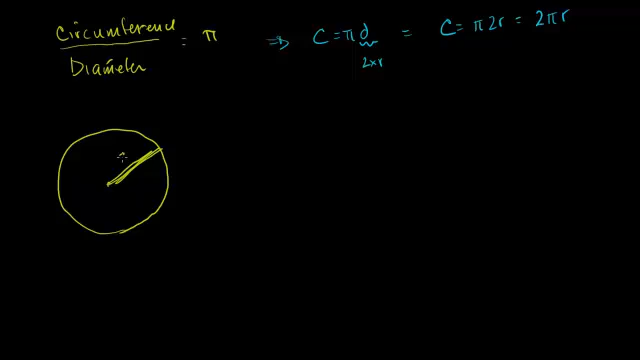 Circumference / Diameter = π ⇒ C = πd = C = π2r = 2πr
2×r